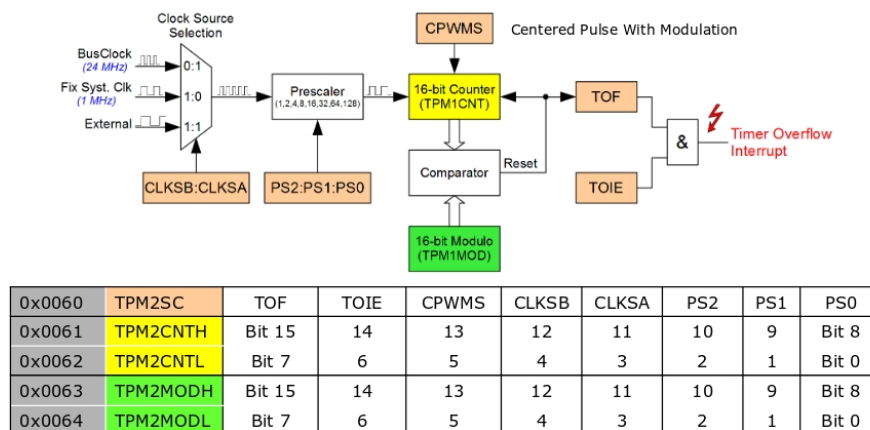 Clock Source
Selection
BusClock
(24 MHz)
Fix Syst. Clk
(1 MHz)
External
0:1
1:0
1:1
CLKSB:CLKSA
Prescaler
(1,2,4,8,16,32,64,128)
PS2:PS1:PS0
CPWMS
Centered Pulse With Modulation
16-bit Counter
(TPM1CNT)
Comparator
Reset
16-bit Modulo
(TPM1MOD)
TOF
TOIE
&
Timer Overflow
Interrupt
0x0060 TPM2SC TOF TOIE CPWMS CLKSB CLKSA PS2 PS1 PS0
0x0061 TPM2CNTH Bit 15 14 13 12 11 10 9 Bit 8
0x0062 TPM2CNTL Bit 7 6 5 4 3 2 1 Bit 0
0x0063 TPM2MODH Bit 15 14 13 12 11 10 9 Bit 8
0x0064 TPM2MODL Bit 7 6 5 4 3 2 1 Bit 0